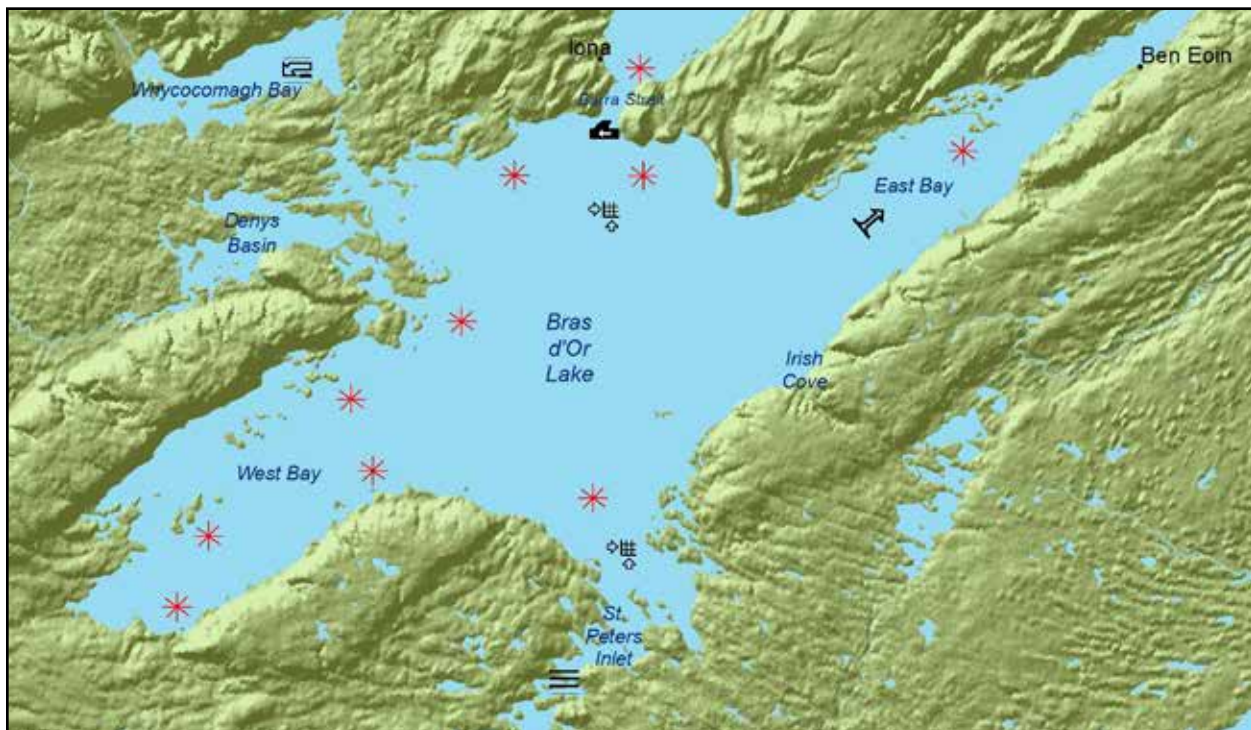 Iona
Ben Eoin
Whycocomagh Bay
Barra Strait
East Bay
Denys
Basin
Bras
d'Or
Lake
Irish
Cove
West Bay
St.
Peters
Inlet